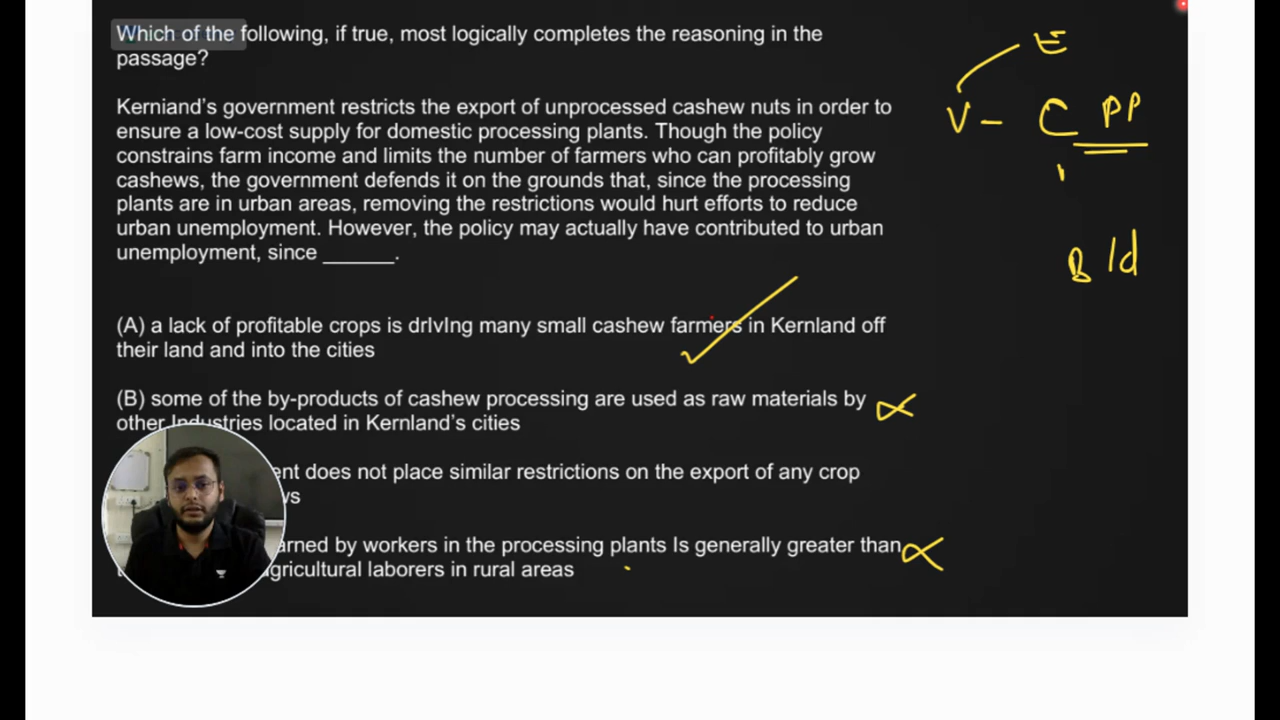 Which of the following, if true, most logically completes the reasoning in the
passage?
Kerniand's government restricts the export of unprocessed cashew nuts in order to
ensure a low-cost supply for domestic processing plants. Though the policy
constrains farm income and limits the number of farmers who can profitably grow
cashews, the government defends it on the grounds that, since the processing
plants are in urban areas, removing the restrictions would hurt efforts to reduce
urban unemployment. However, the policy may actually have contributed to urban
unemployment, since ______.
(A) a lack of profitable crops is drIvIng many small cashew farmers in Kernland off
their land and into the cities
(B) some of the by-products of cashew processing are used as raw materials by
other Industries located in Kernland's cities
does not place similar restrictions on the export of any crop
by workers in the processing plants Is generally greater than
agricultural laborers in rural areas
E
V - C PP